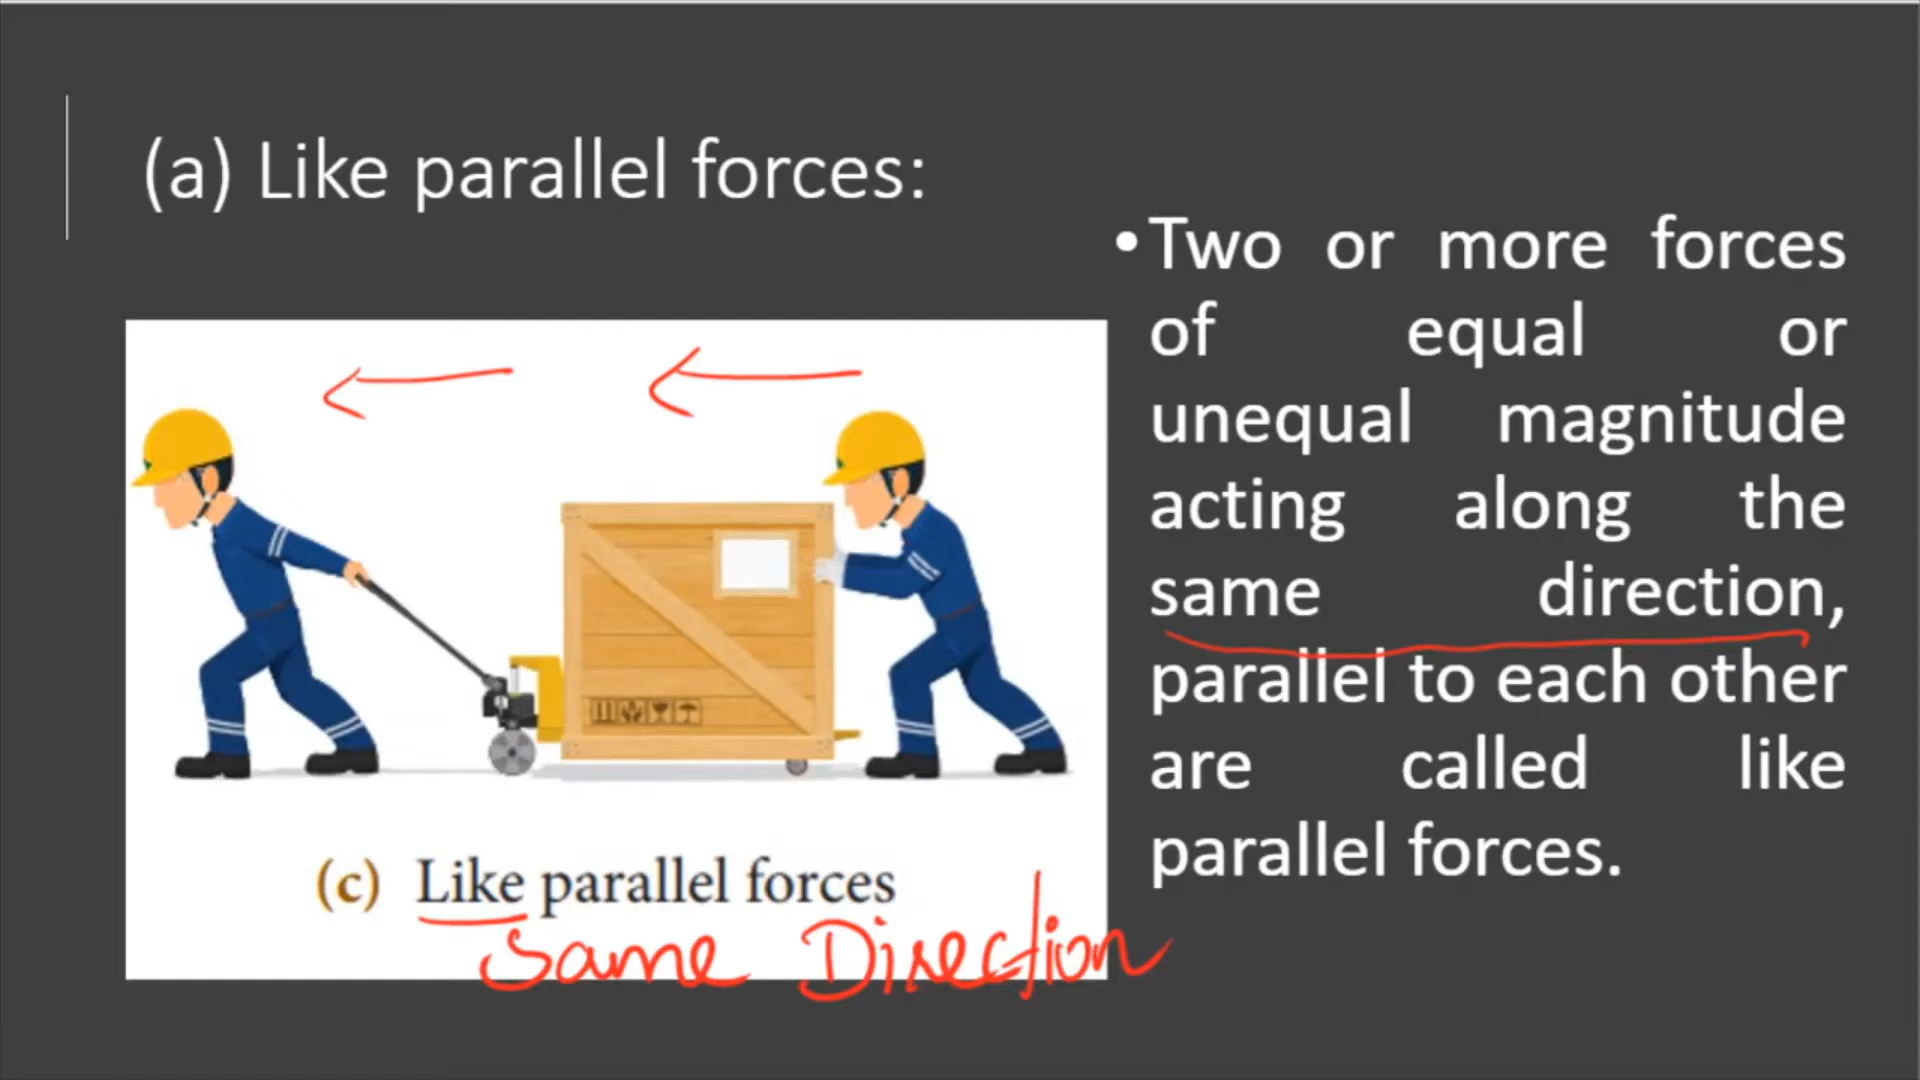 (a) Like parallel forces:
•Two or more forces
of equal or
unequal magnitude
acting along the
same direction,
parallel to each other
are called like
parallel forces.
(c) Like parallel forces
Same Direction